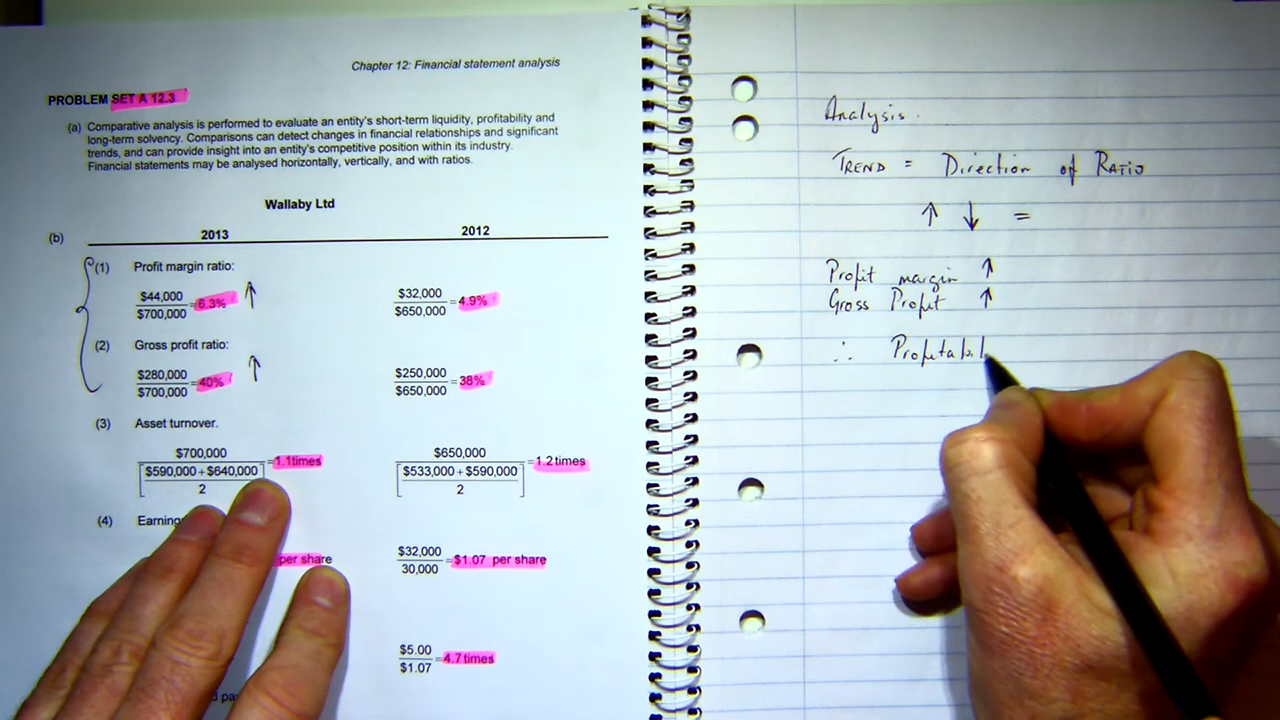 Chapter 12: Financial statement analysis
PROBLEM SET A 12.3
(a) Comparative analysis is performed to evaluate an entity's short-term liquidity, profitability and
long-term solvency. Comparisons can detect changes in financial relationships and significant
trends, and can provide insight into an entity's competitive position within its industry.
Financial statements may be analysed horizontally, vertically, and with ratios.
Wallaby Ltd
(b) 2013 2012
(1) Profit margin ratio:
$44,000 / $700,000 = 6.3% ↑ $32,000 / $650,000 = 4.9%
(2) Gross profit ratio:
$280,000 / $700,000 = 40% ↑ $250,000 / $650,000 = 38%
(3) Asset turnover.
$700,000 / [$590,000 + $640,000 / 2] = 1.1times $650,000 / [$533,000 + $590,000 / 2] = 1.2 times
(4) Earning
per share $32,000 / 30,000 = $1.07 per share
$5.00 / $1.07 = 4.7 times
Analysis.
TREND = Direction of RATIO
↑ ↓ =
Profit margin ↑
Gross Profit ↑
∴ Profitabil